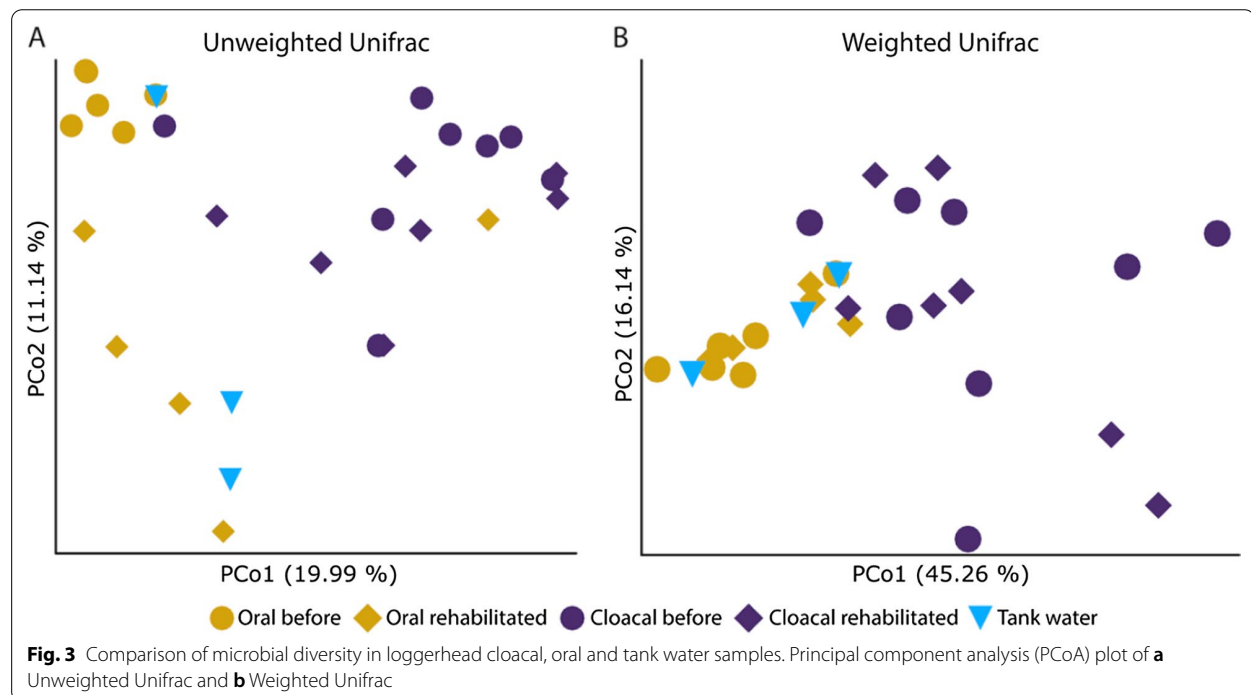 A
Unweighted Unifrac
PCo2 (11.14 %)
PCo1 (19.99 %)
B
Weighted Unifrac
PCo2 (16.14 %)
PCo1 (45.26 %)
Oral before Oral rehabilitated Cloacal before Cloacal rehabilitated Tank water
Fig. 3 Comparison of microbial diversity in loggerhead cloacal, oral and tank water samples. Principal component analysis (PCoA) plot of a
Unweighted Unifrac and b Weighted Unifrac